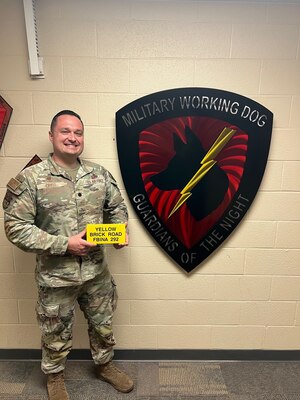 MILITARY WORKING DOG
GUARDIANS OF THE NIGHT
YELLOW
BRICK ROAD
FBINA 292